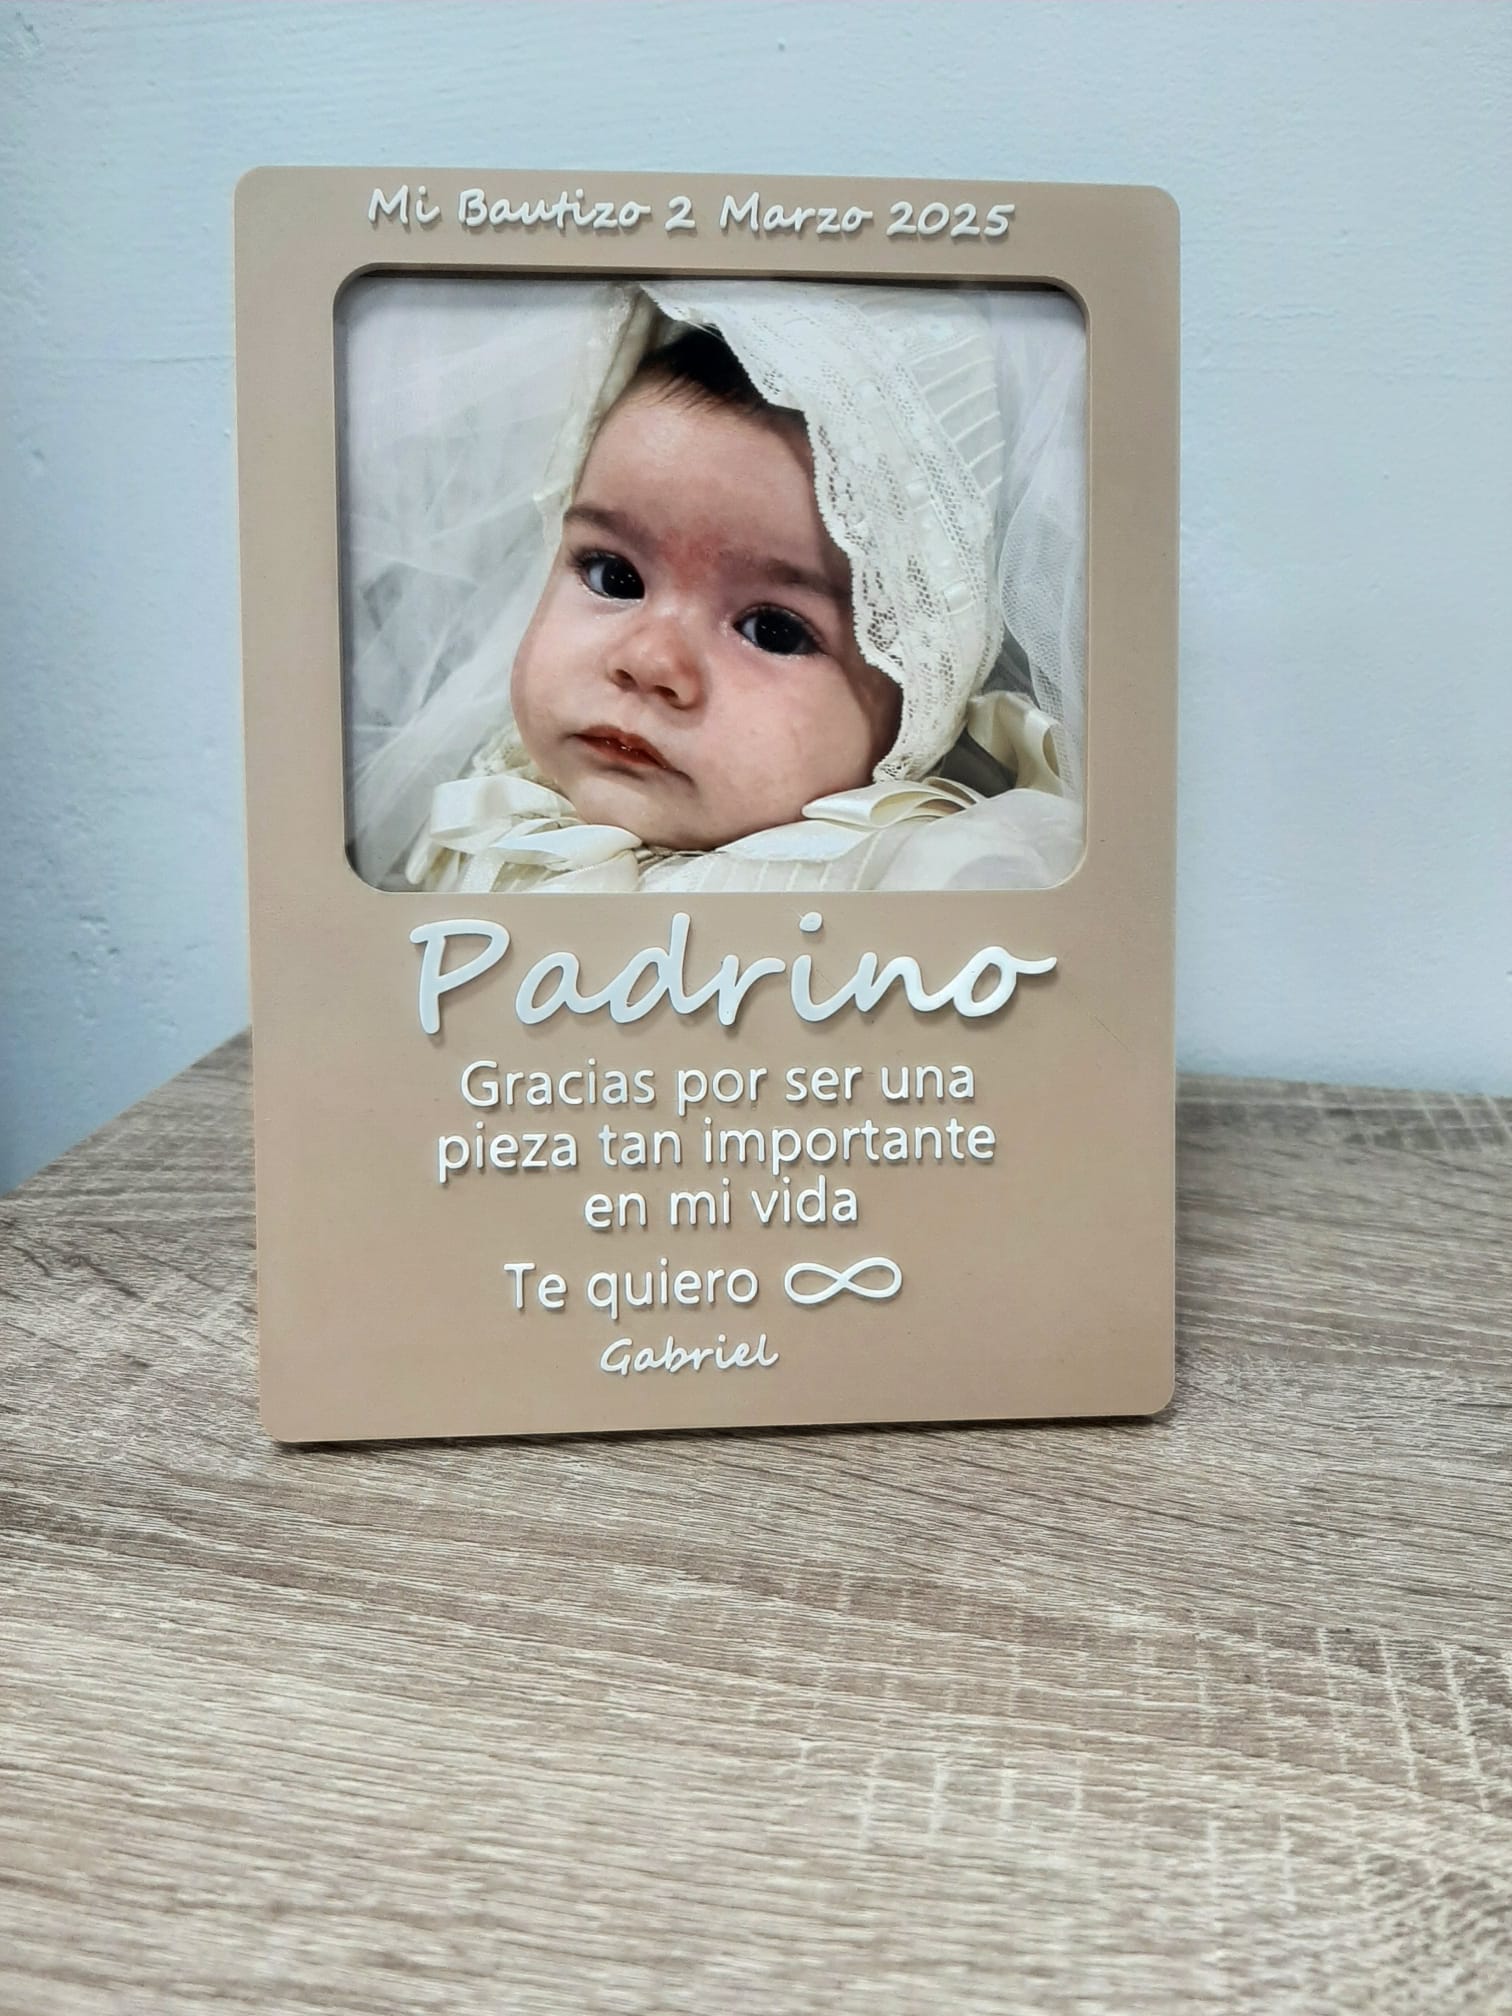 Mi Bautizo 2 Marzo 2025
Padrino
Gracias por ser una
pieza tan importante
en mi vida
Te quiero ∞
Gabriel